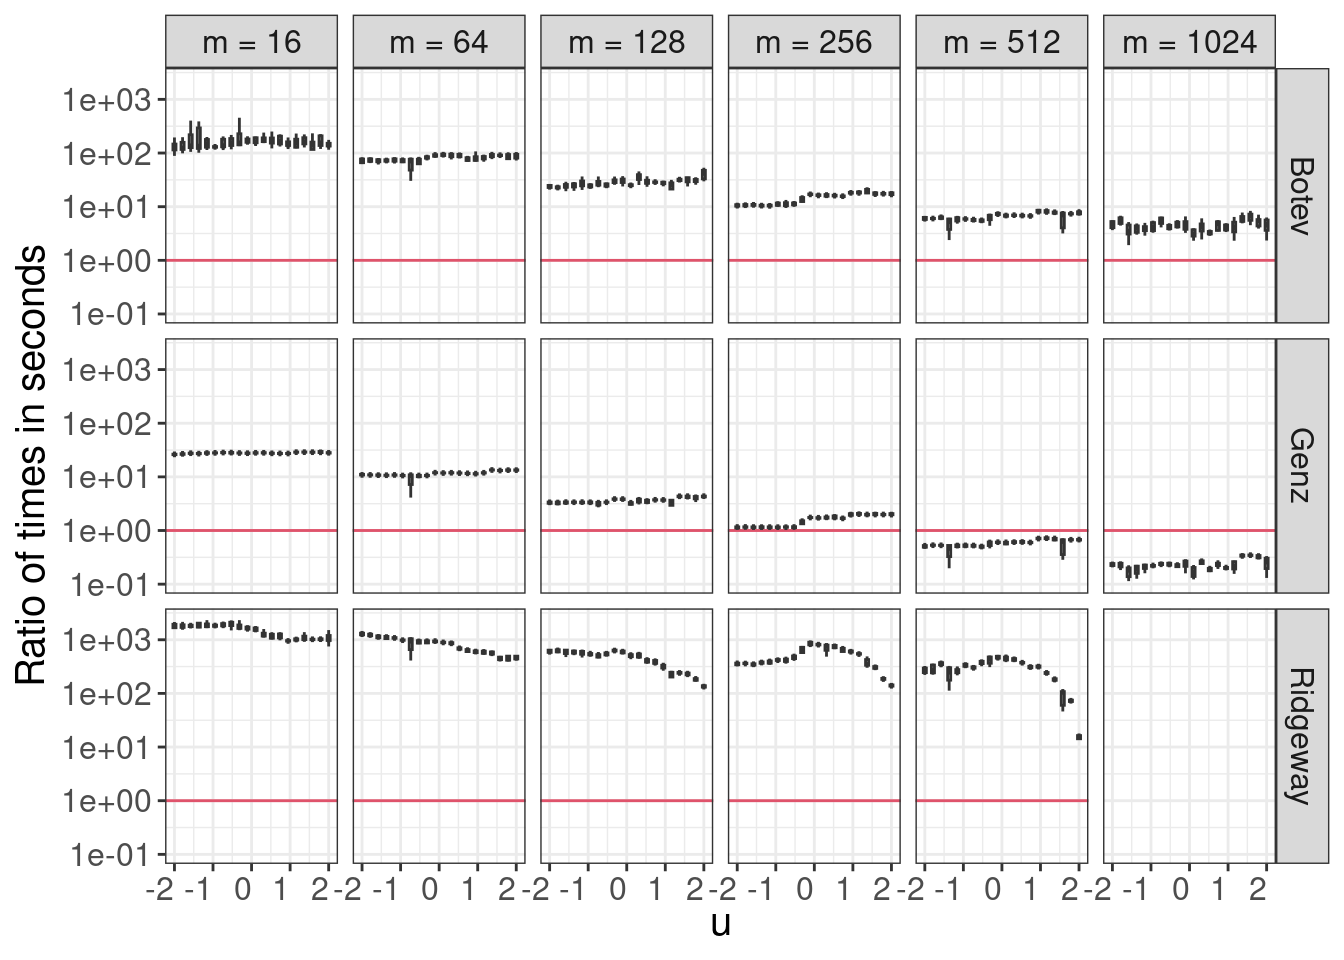 m = 16 m = 64 m = 128 m = 256 m = 512 m = 1024
1e+03
1e+02
1e+01
1e+00
1e-01
Botev
1e+03
1e+02
1e+01
1e+00
1e-01
Genz
1e+03
1e+02
1e+01
1e+00
1e-01
Ridgeway
Ratio of times in seconds
-2 -1 0 1 2 -2 -1 0 1 2 -2 -1 0 1 2 -2 -1 0 1 2 -2 -1 0 1 2 -2 -1 0 1 2
u